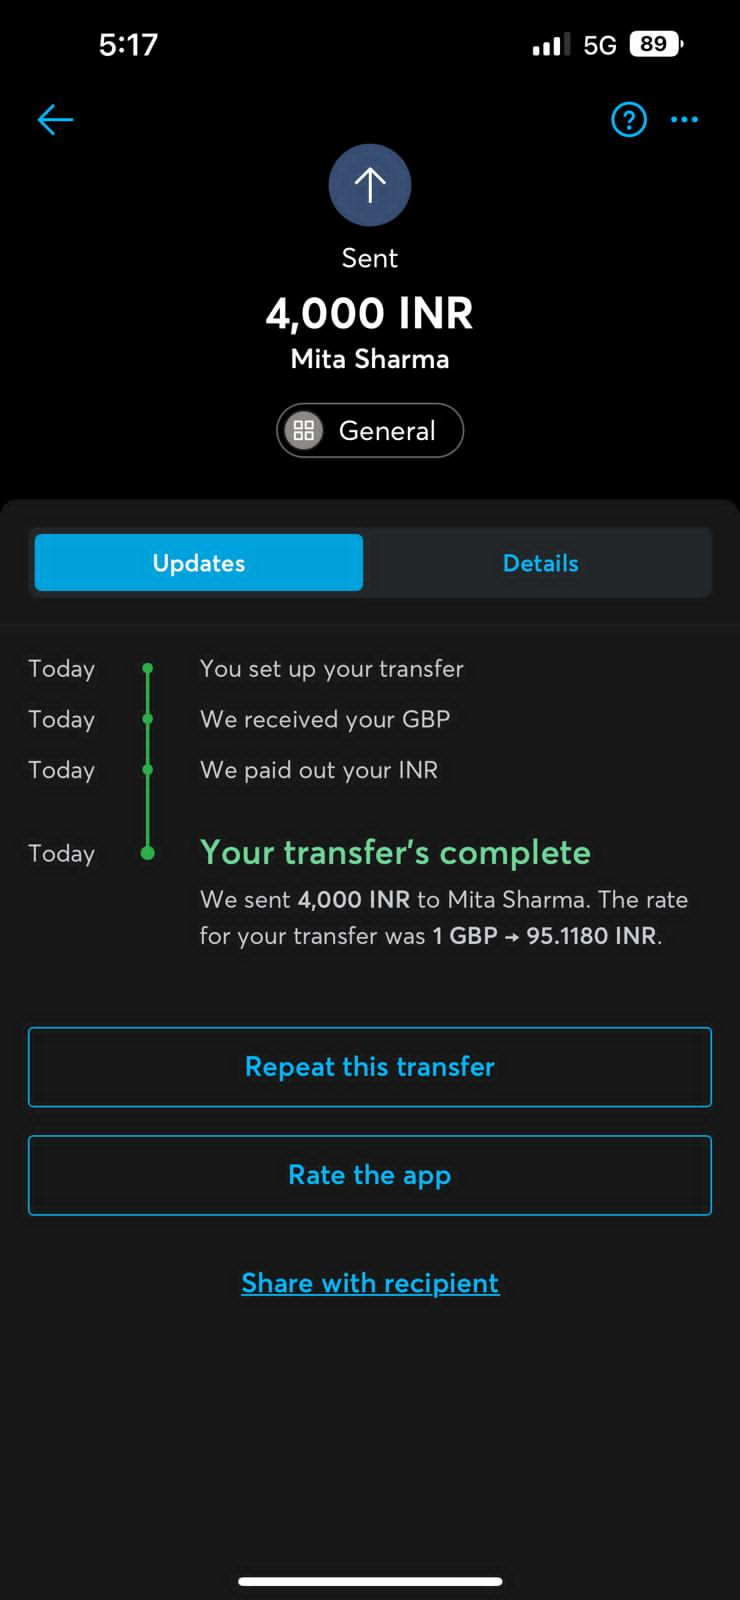 5:17
5G 89
?
Sent
4,000 INR
Mita Sharma
General
Updates Details
Today You set up your transfer
Today We received your GBP
Today We paid out your INR
Today Your transfer's complete
We sent 4,000 INR to Mita Sharma. The rate
for your transfer was 1 GBP → 95.1180 INR.
Repeat this transfer
Rate the app
Share with recipient